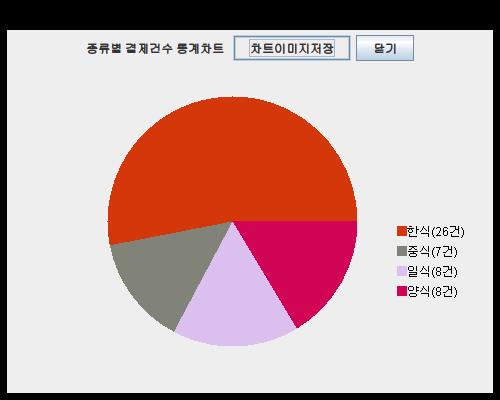 종류별 결제건수 통계차트 차트이미지저장 닫기
한식(26건)
중식(7건)
일식(8건)
양식(8건)